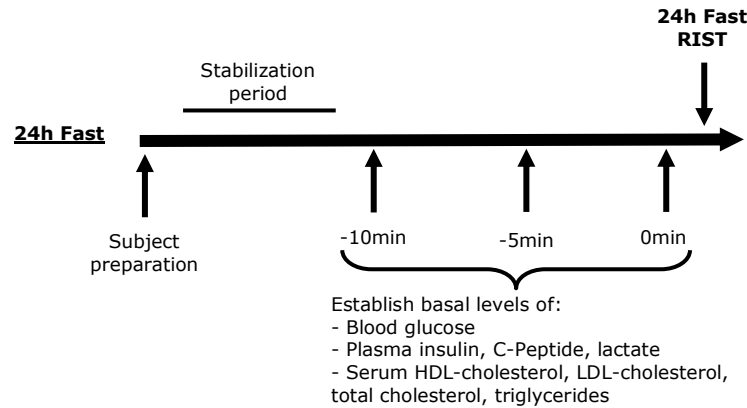 24h Fast
RIST
Stabilization
period
24h Fast
Subject
preparation
-10min
-5min
0min
Establish basal levels of:
- Blood glucose
- Plasma insulin, C-Peptide, lactate
- Serum HDL-cholesterol, LDL-cholesterol,
total cholesterol, triglycerides